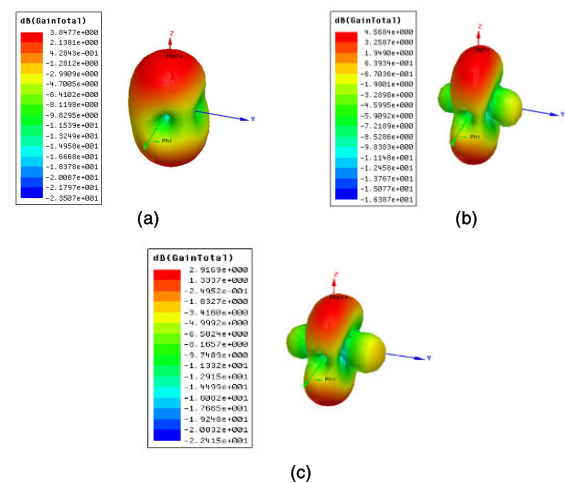 dB(GainTotal)
3.8477e+000
2.1381e+000
4.2843e-001
-1.2812e+000
-2.9909e+000
-4.7005e+000
-6.4102e+000
-8.1198e+000
-9.8295e+000
-1.1539e+001
-1.3249e+001
-1.4958e+001
-1.6668e+001
-1.8378e+001
-2.0087e+001
-2.1797e+001
-2.3507e+001
Z
Theta
Y
Phi
(a)
dB(GainTotal)
4.5684e+000
3.2587e+000
1.9490e+000
6.3934e-001
-6.7036e-001
-1.9801e+000
-3.2898e+000
-4.5995e+000
-5.9092e+000
-7.2189e+000
-8.5286e+000
-9.8383e+000
-1.1148e+001
-1.2458e+001
-1.3767e+001
-1.5077e+001
-1.6387e+001
Z
Theta
Y
Phi
(b)
dB(GainTotal)
2.9169e+000
1.3337e+000
-2.4952e-001
-1.8327e+000
-3.4160e+000
-4.9992e+000
-6.5824e+000
-8.1657e+000
-9.7489e+000
-1.1332e+001
-1.2915e+001
-1.4499e+001
-1.6082e+001
-1.7665e+001
-1.9248e+001
-2.0832e+001
-2.2415e+001
Z
Theta
Y
Phi
(c)